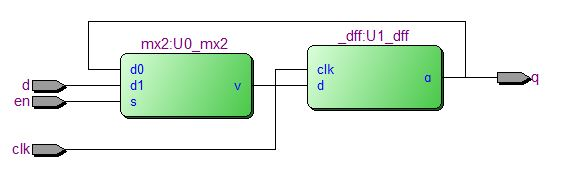 mx2:U0_mx2
_dff:U1_dff
d0
d1
s
v
clk
d
q
d
en
clk
q